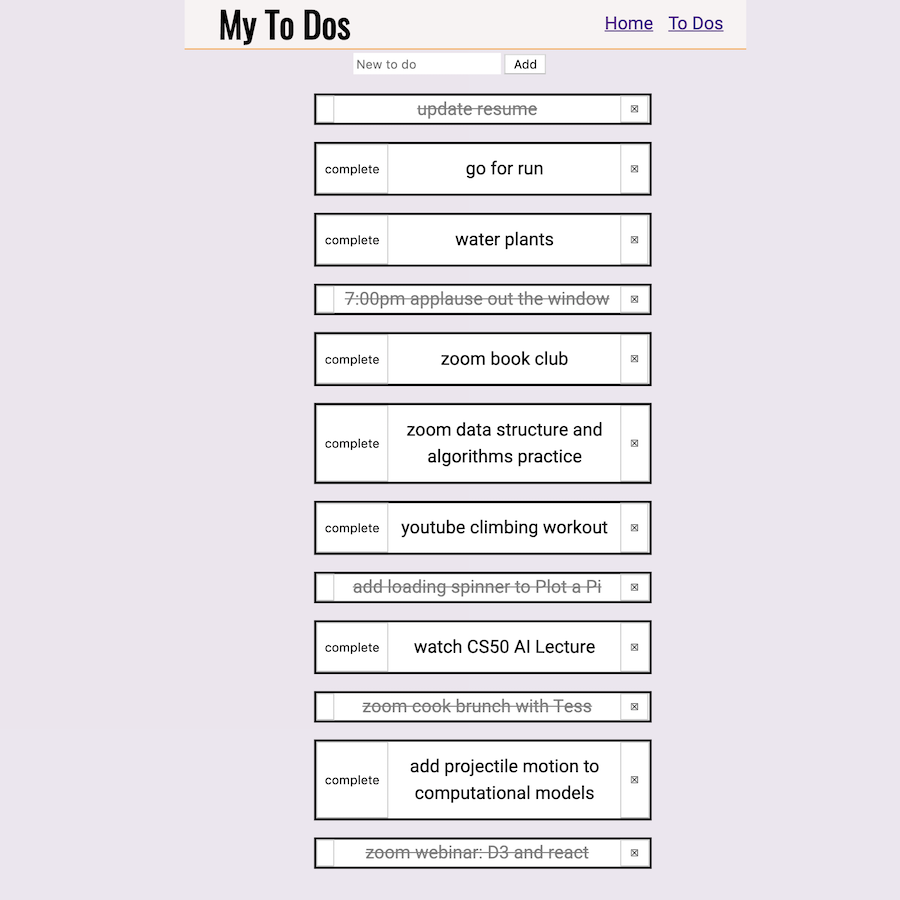 My To Dos
Home To Dos
New to do Add
update resume
complete go for run
complete water plants
7:00pm applause out the window
complete zoom book club
complete zoom data structure and
algorithms practice
complete youtube climbing workout
add loading spinner to Plot a Pi
complete watch CS50 AI Lecture
zoom cook brunch with Tess
complete add projectile motion to
computational models
zoom webinar: D3 and react